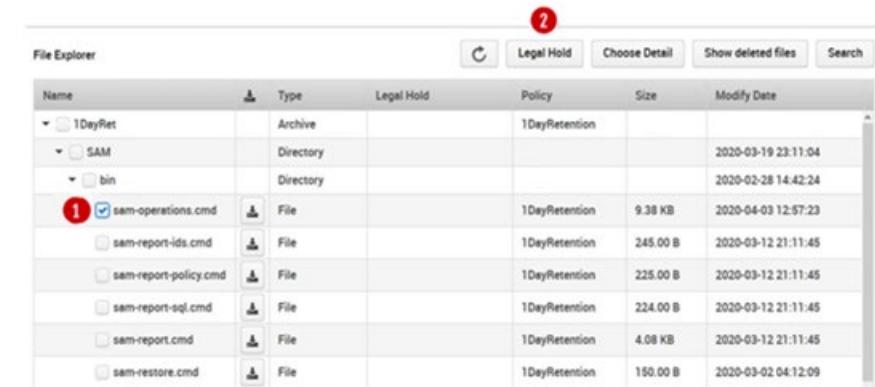 2
File Explorer Legal Hold Choose Detail Show deleted files Search
Name Type Legal Hold Policy Size Modify Date
1DayRet Archive 1DayRetention
SAM Directory 2020-03-19 23:11:04
bin Directory 2020-02-28 14:42:24
1 sam-operations.cmd File 1DayRetention 9.38 KB 2020-04-03 12:57:23
sam-report-ids.cmd File 1DayRetention 245.00 B 2020-03-12 21:11:45
sam-report-policy.cmd File 1DayRetention 225.00 B 2020-03-12 21:11:45
sam-report-sql.cmd File 1DayRetention 224.00 B 2020-03-12 21:11:45
sam-report.cmd File 1DayRetention 4.08 KB 2020-03-12 21:11:45
sam-restore.cmd File 1DayRetention 150.00 B 2020-03-02 04:12:09